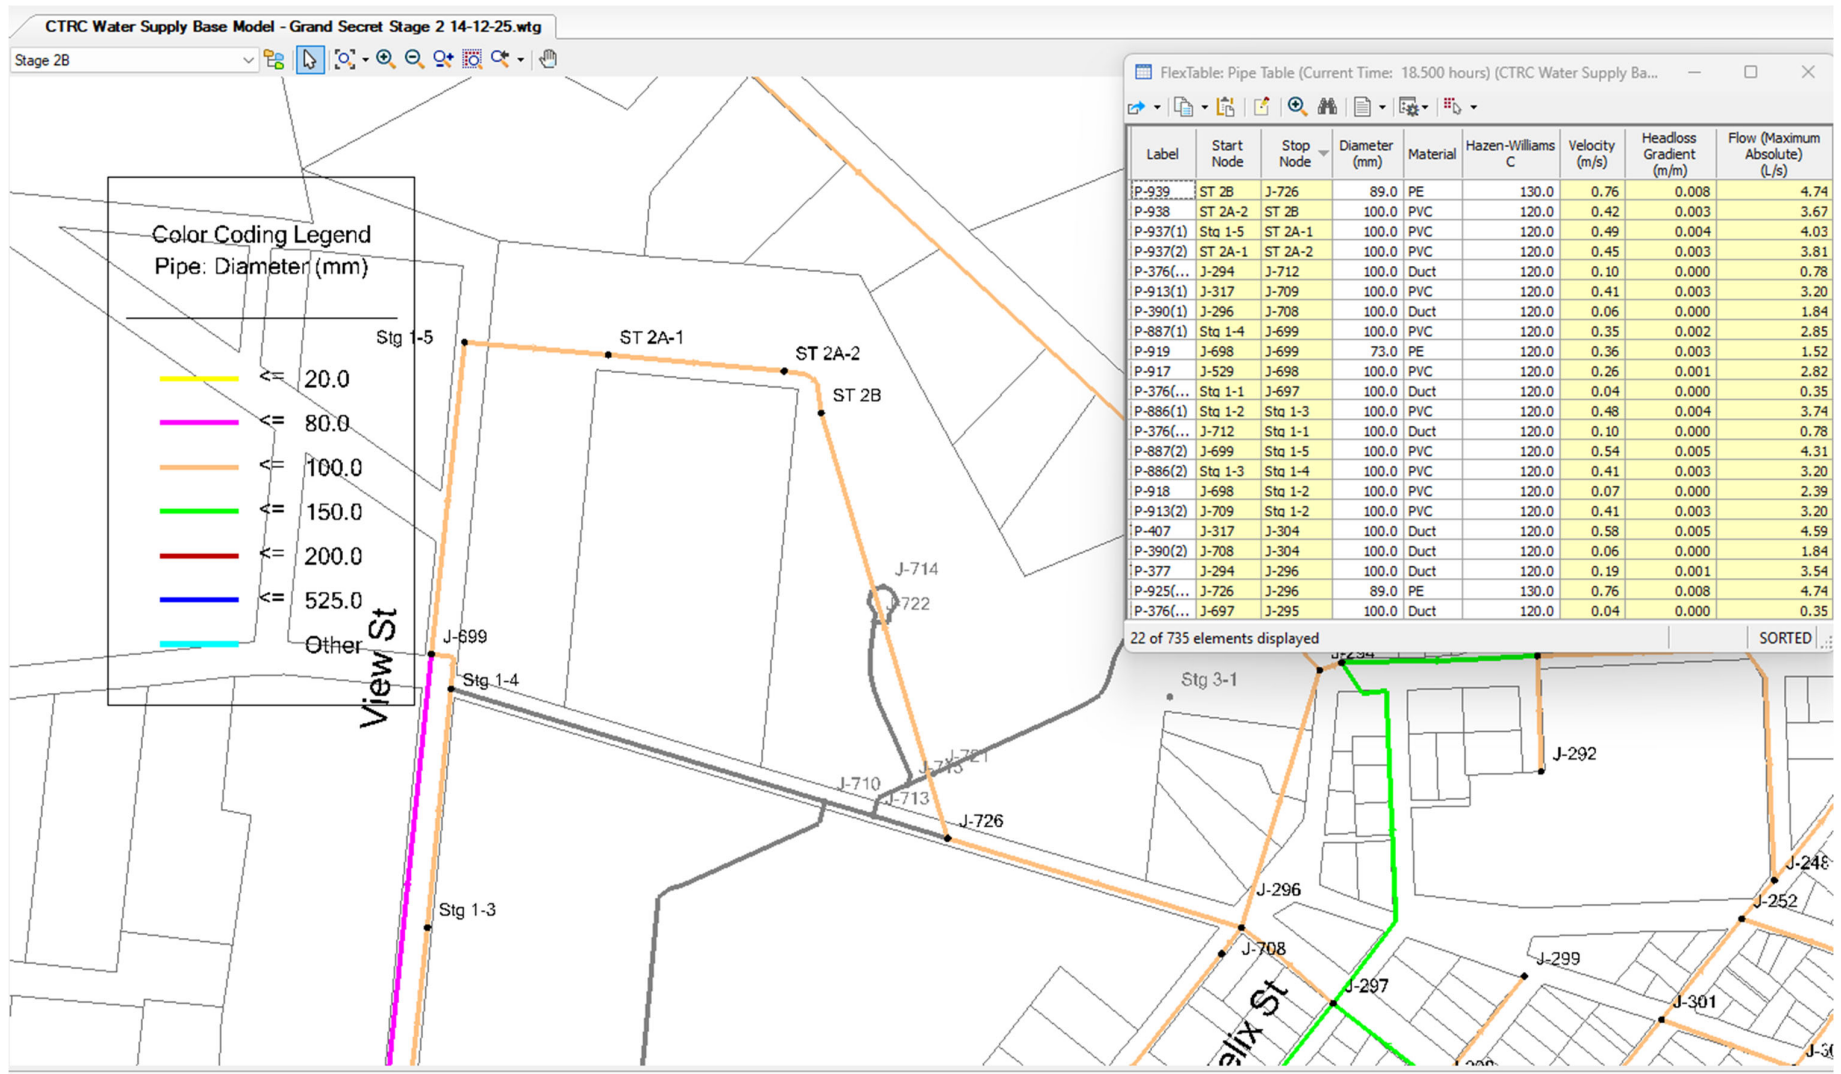 CTRC Water Supply Base Model - Grand Secret Stage 2 14-12-25.wtg
Stage 2B
FlexTable: Pipe Table (Current Time: 18.500 hours) (CTRC Water Supply Ba...
Label Start Node Stop Node Diameter (mm) Material Hazen-Williams C Velocity (m/s) Headloss Gradient (m/m) Flow (Maximum Absolute) (L/s)
P-939 ST 2B J-726 89.0 PE 130.0 0.76 0.008 4.74
P-938 ST 2A-2 ST 2B 100.0 PVC 120.0 0.42 0.003 3.67
P-937(1) Stg 1-5 ST 2A-1 100.0 PVC 120.0 0.49 0.004 4.03
P-937(2) ST 2A-1 ST 2A-2 100.0 PVC 120.0 0.45 0.003 3.81
P-376(... J-294 J-712 100.0 Duct 120.0 0.10 0.000 0.78
P-913(1) J-317 J-709 100.0 PVC 120.0 0.41 0.003 3.20
P-390(1) J-296 J-708 100.0 Duct 120.0 0.06 0.000 1.84
P-887(1) Stg 1-4 J-699 100.0 PVC 120.0 0.35 0.002 2.85
P-919 J-698 J-699 73.0 PE 120.0 0.36 0.003 1.52
P-917 J-529 J-698 100.0 PVC 120.0 0.26 0.001 2.82
P-376(... Stg 1-1 J-697 100.0 Duct 120.0 0.04 0.000 0.35
P-886(1) Stg 1-2 Stg 1-3 100.0 PVC 120.0 0.48 0.004 3.74
P-376(... J-712 Stg 1-1 100.0 Duct 120.0 0.10 0.000 0.78
P-887(2) J-699 Stg 1-5 100.0 PVC 120.0 0.54 0.005 4.31
P-886(2) Stg 1-3 Stg 1-4 100.0 PVC 120.0 0.41 0.003 3.20
P-918 J-698 Stg 1-2 100.0 PVC 120.0 0.07 0.000 2.39
P-913(2) J-709 Stg 1-2 100.0 PVC 120.0 0.41 0.003 3.20
P-407 J-317 J-304 100.0 Duct 120.0 0.58 0.005 4.59
P-390(2) J-708 J-304 100.0 Duct 120.0 0.06 0.000 1.84
P-377 J-294 J-296 100.0 Duct 120.0 0.19 0.001 3.54
P-925(... J-726 J-296 89.0 PE 130.0 0.76 0.008 4.74
P-376(... J-697 J-295 100.0 Duct 120.0 0.04 0.000 0.35
22 of 735 elements displayed SORTED
Color Coding Legend
Pipe: Diameter (mm)
<= 20.0
<= 80.0
<= 100.0
<= 150.0
<= 200.0
<= 525.0
Other
Stg 1-5
ST 2A-1
ST 2A-2
ST 2B
J-714
J-722
J-699
View St
Stg 1-4
J-294
Stg 3-1
J-721
J-713
J-710
J-713
J-726
J-292
J-248
J-296
J-252
Stg 1-3
J-708
J-299
J-297
J-301
elix St